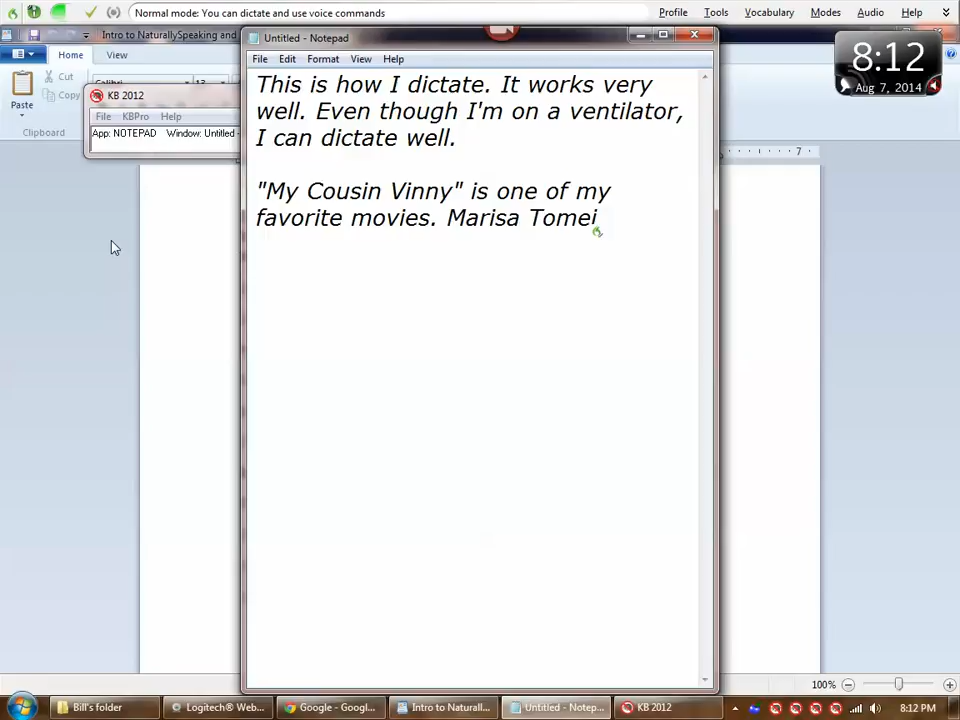 Normal mode: You can dictate and use voice commands
Profile Tools Vocabulary Modes Audio Help
Intro to NaturallySpeaking and
Home View
Cut
Copy
Paste
Clipboard
KB 2012
File KBPro Help
App: NOTEPAD Window: Untitled -
Untitled - Notepad
File Edit Format View Help
This is how I dictate. It works very
well. Even though I'm on a ventilator,
I can dictate well.
"My Cousin Vinny" is one of my
favorite movies. Marisa Tomei
8:12
Aug 7, 2014
7
100%
Bill's folder
Logitech® Web...
Google - Googl...
Intro to Naturall...
Untitled - Notep...
KB 2012
8:12 PM